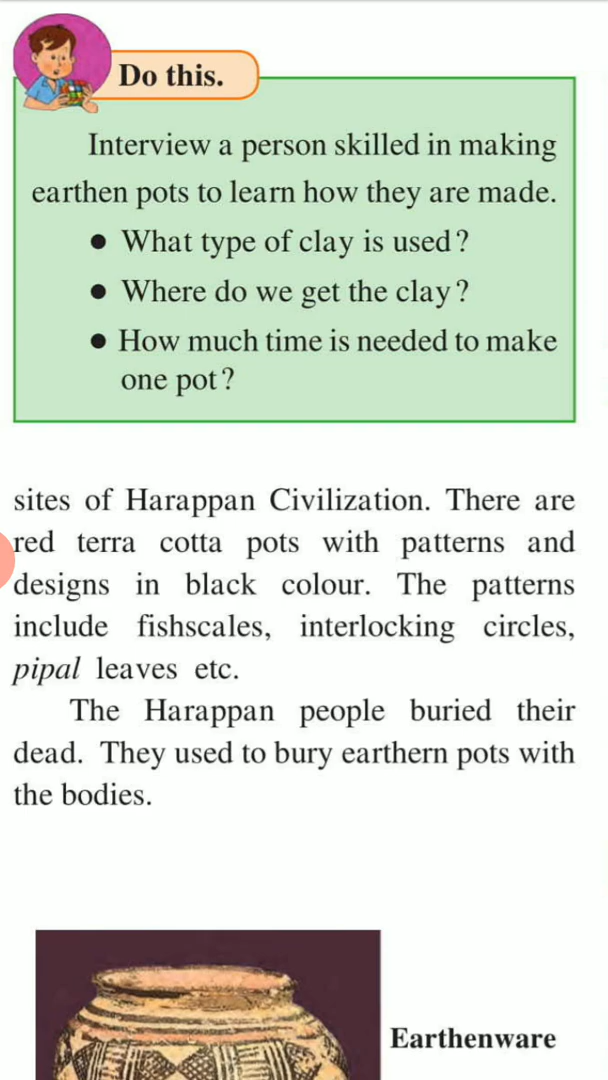 Do this.
Interview a person skilled in making
earthen pots to learn how they are made.
• What type of clay is used?
• Where do we get the clay?
• How much time is needed to make
one pot?
sites of Harappan Civilization. There are
red terra cotta pots with patterns and
designs in black colour. The patterns
include fishscales, interlocking circles,
pipal leaves etc.
The Harappan people buried their
dead. They used to bury earthern pots with
the bodies.
Earthenware